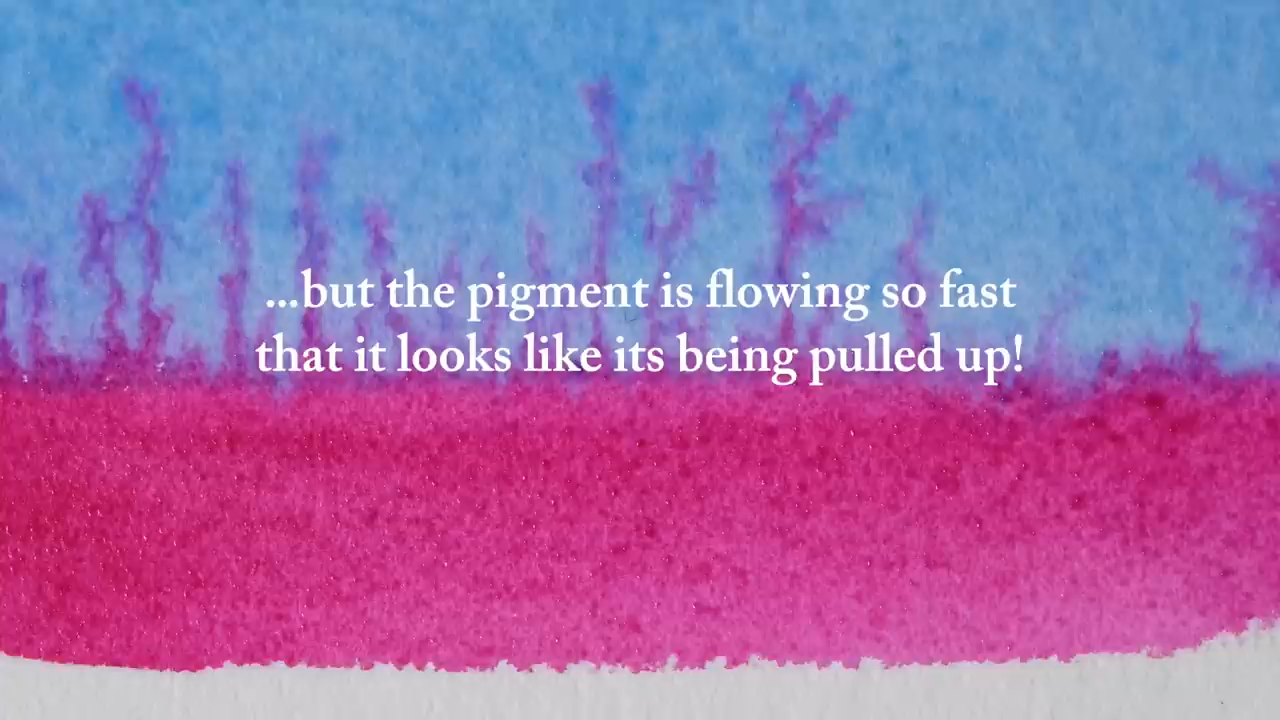 ...but the pigment is flowing so fast
that it looks like its being pulled up!